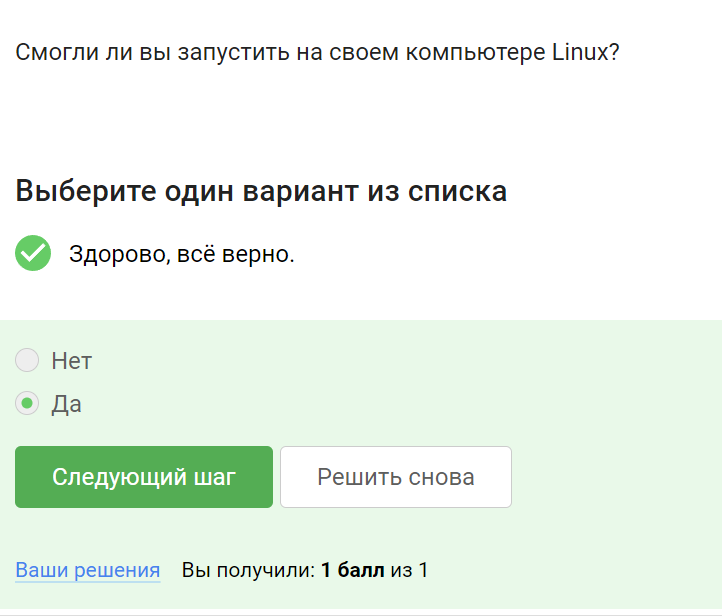 Смогли ли вы запустить на своем компьютере Linux?
Выберите один вариант из списка
Здорово, всё верно.
Нет
Да
Следующий шаг
Решить снова
Ваши решения Вы получили: 1 балл из 1